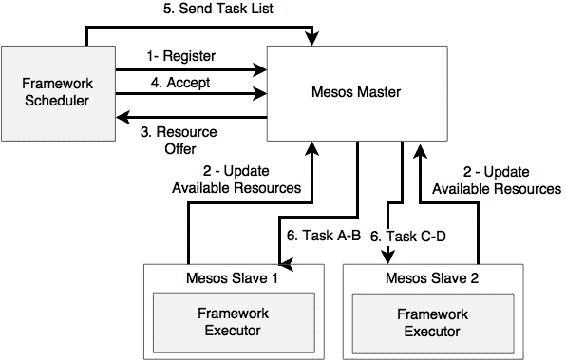 5. Send Task List
1- Register
Framework
Scheduler
4. Accept
Mesos Master
3. Resource
Offer
2 - Update
Available Resources
2 - Update
Available Resources
6. Task A-B
6. Task C-D
Mesos Slave 1
Mesos Slave 2
Framework
Executor
Framework
Executor